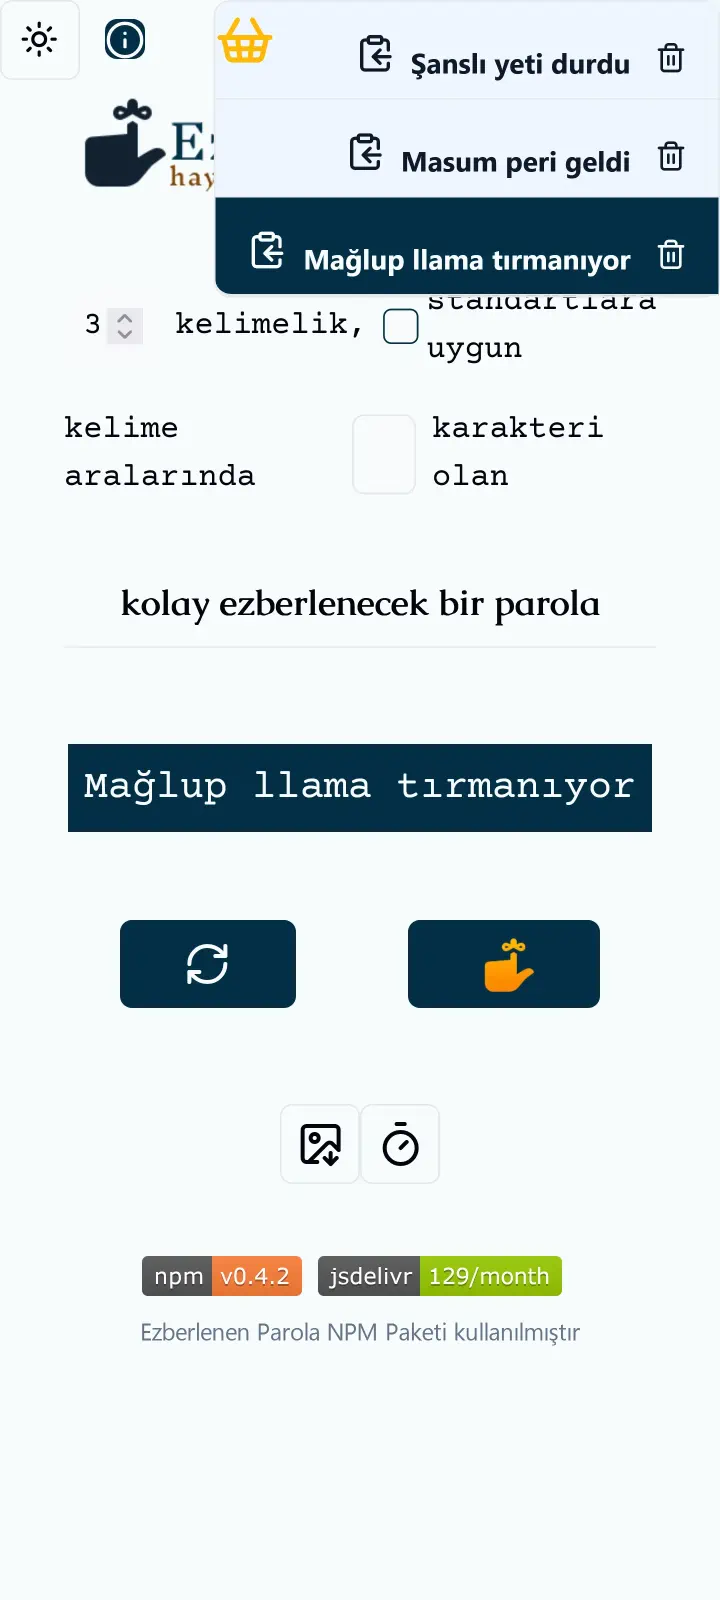 Şanslı yeti durdu
Masum peri geldi
Mağlup llama tırmanıyor
hay
3 kelimelik, standartlara uygun
kelime aralarında karakteri olan
kolay ezberlenecek bir parola
Mağlup llama tırmanıyor
npm v0.4.2 jsdelivr 129/month
Ezberlenen Parola NPM Paketi kullanılmıştır